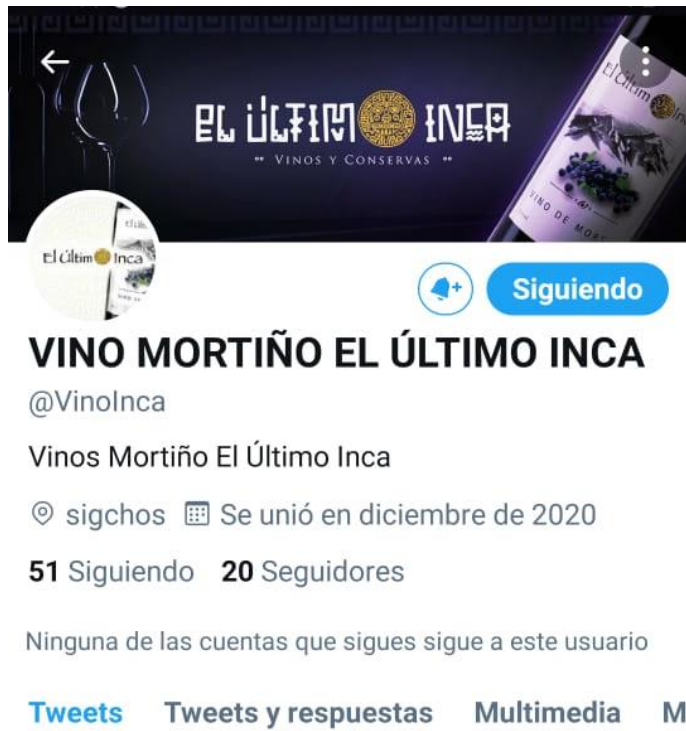 EL ÚLTIMO INCA
VINOS Y CONSERVAS
El Últim
VINO DE MOR
El Últim Inca
Siguiendo
VINO MORTIÑO EL ÚLTIMO INCA
@VinoInca
Vinos Mortiño El Último Inca
sigchos Se unió en diciembre de 2020
51 Siguiendo 20 Seguidores
Ninguna de las cuentas que sigues sigue a este usuario
Tweets Tweets y respuestas Multimedia M